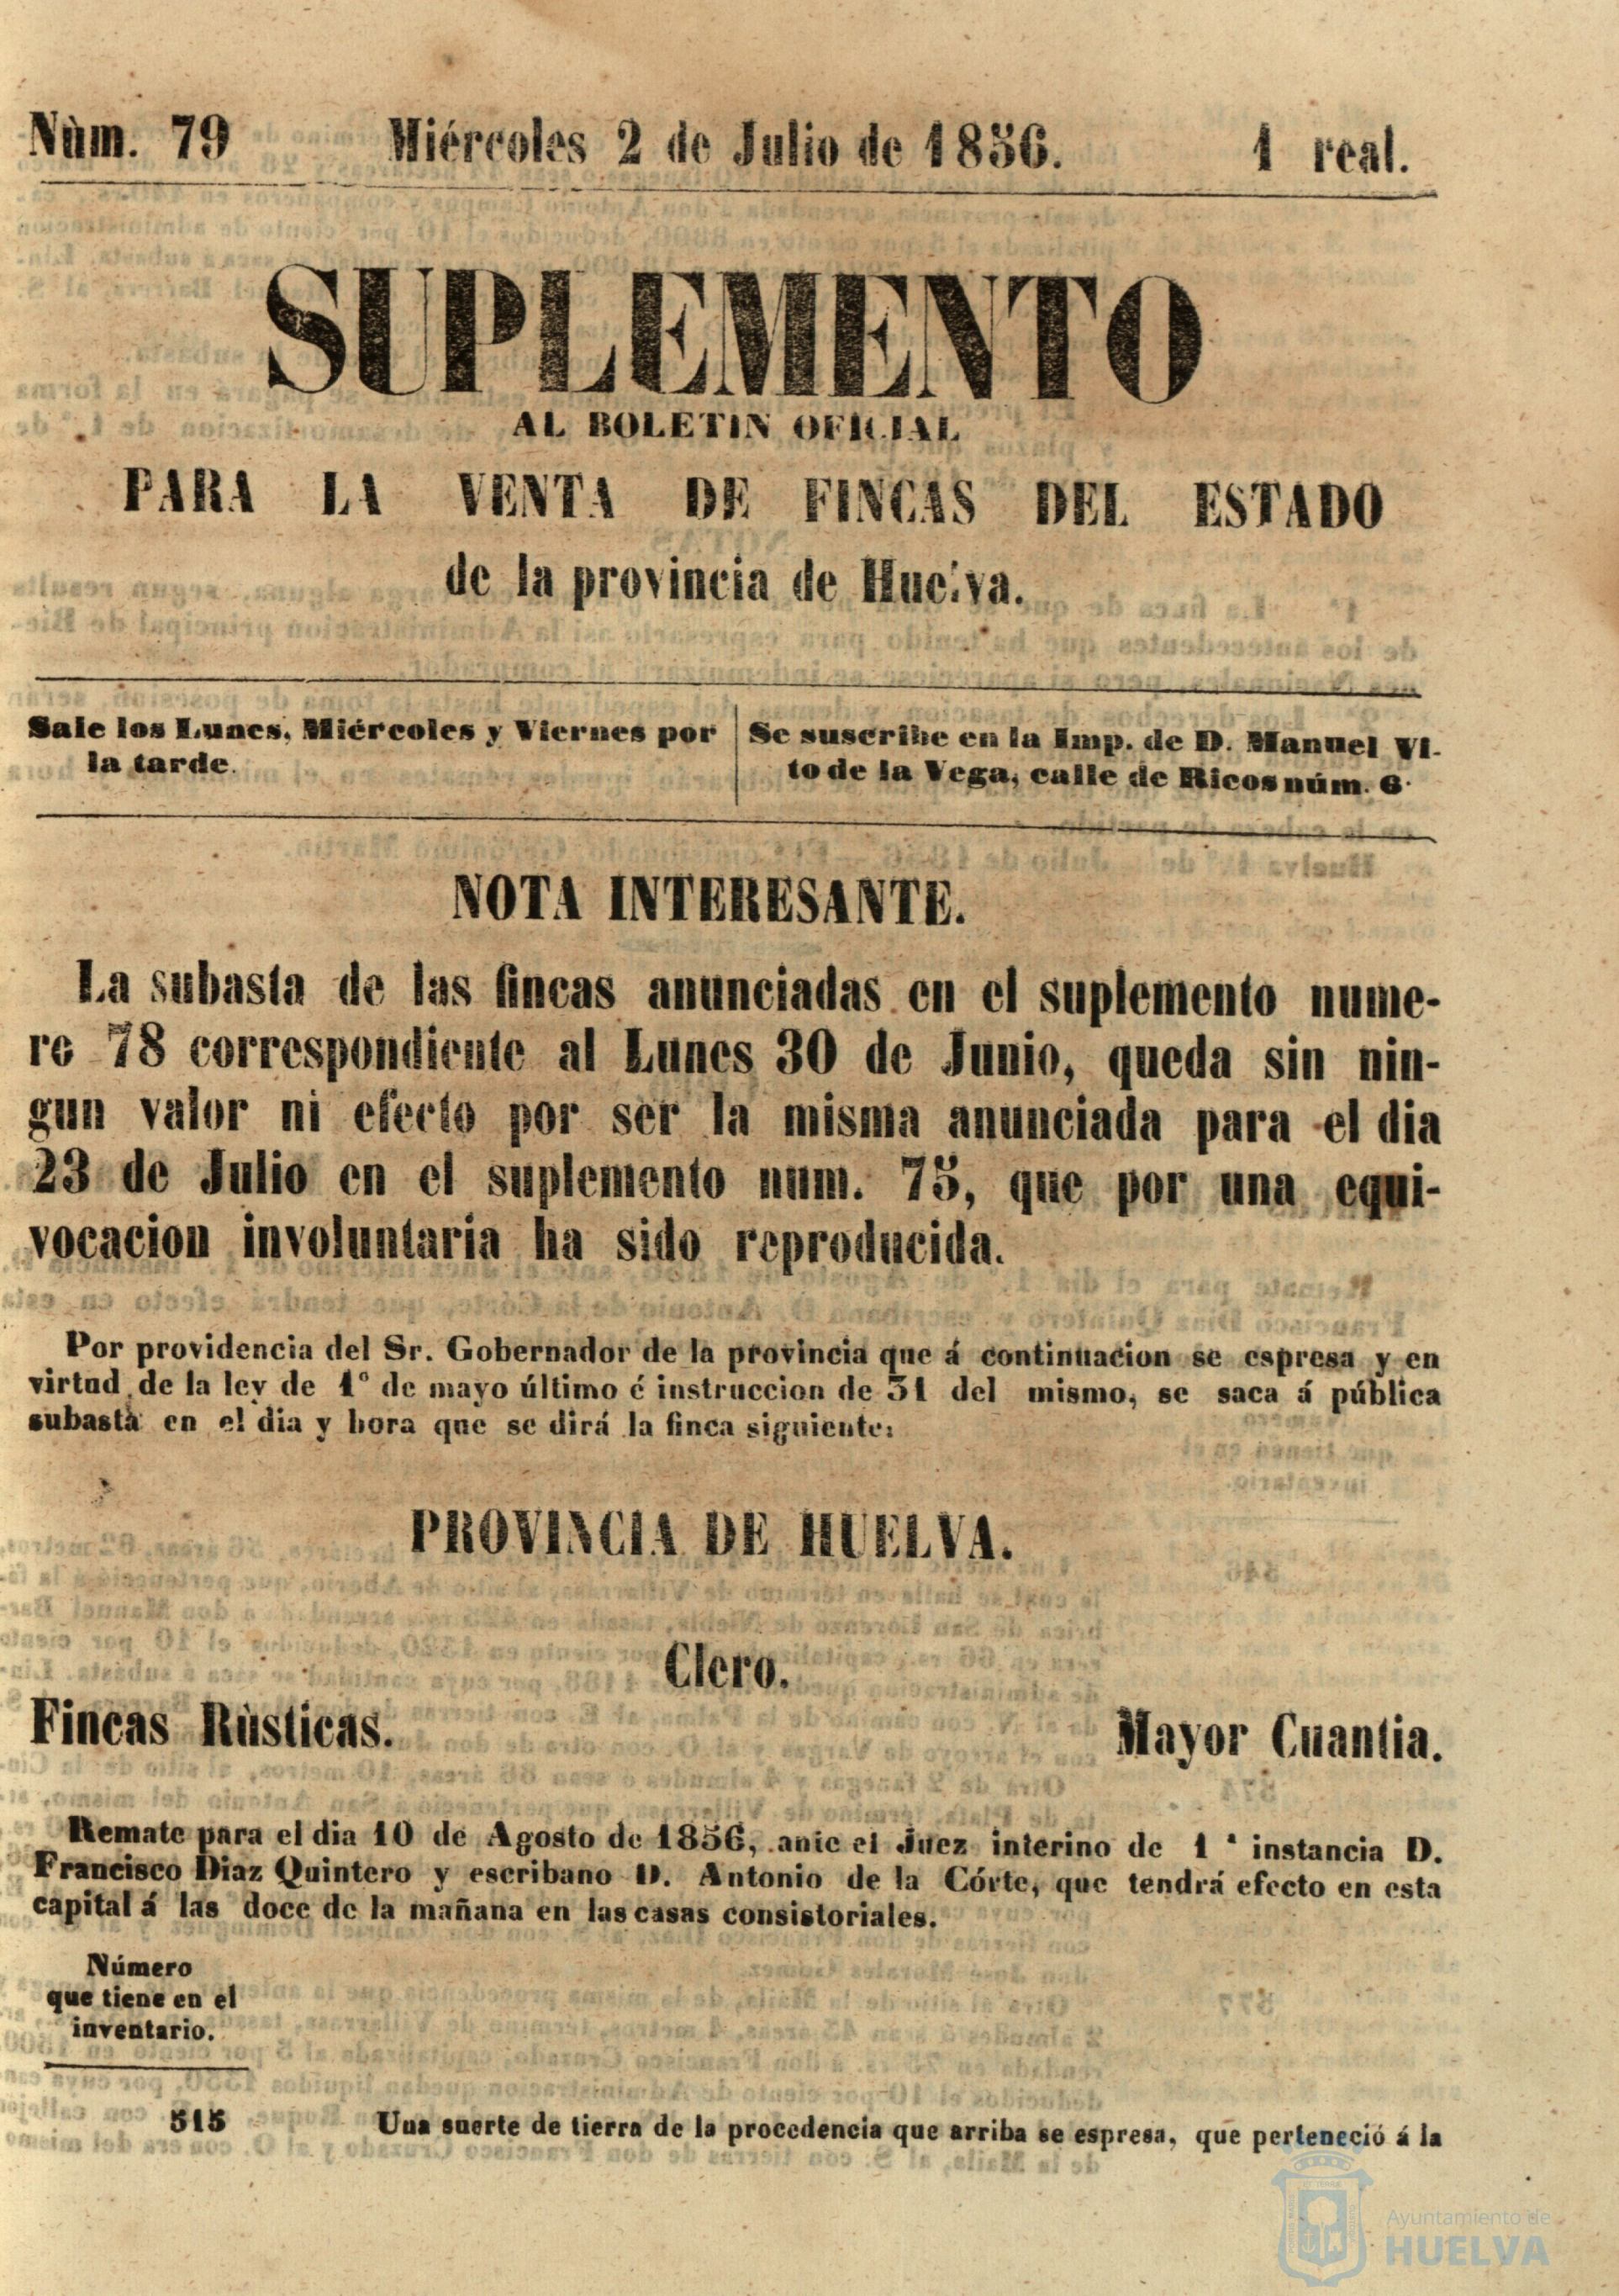 Nùm. 79 Miércoles 2 de Julio de 1856. 1 real.
SUPLEMENTO
AL BOLETIN OFICIAL
PARA LA VENTA DE FINCAS DEL ESTADO
de la provincia de Huelva.
Sale los Lunes, Miércoles y Viernes por
la tarde.
Se suscribe en la Imp. de D. Manuel Vi-
to de la Vega, calle de Ricos núm. 6.
NOTA INTERESANTE.
La subasta de las fincas anunciadas en el suplemento nume-
ro 78 correspondiente al Lunes 30 de Junio, queda sin nin-
gun valor ni efecto por ser la misma anunciada para el dia
23 de Julio en el suplemento num. 75, que por una equi-
vocacion involuntaria ha sido reproducida.
Por providencia del Sr. Gobernador de la provincia que á continuacion se espresa y en
virtud de la ley de 1º de mayo último é instruccion de 31 del mismo, se saca á pública
subasta en el dia y hora que se dirá la finca siguiente:
PROVINCIA DE HUELVA.
Clero.
Fincas Rùsticas. Mayor Cuantia.
Remate para el dia 10 de Agosto de 1856, ante el Juez interino de 1ª instancia D.
Francisco Diaz Quintero y escribano D. Antonio de la Córte, que tendrá efecto en esta
capital á las doce de la mañana en las casas consistoriales.
Número
que tiene en el
inventario.
515 Una suerte de tierra de la procedencia que arriba se espresa, que perteneció á la
Ayuntamiento de
HUELVA